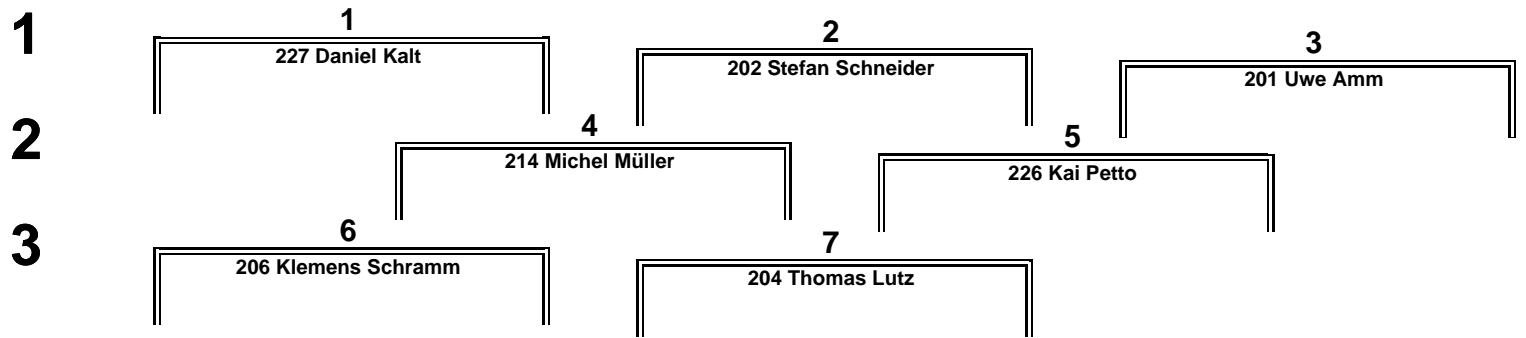 1
1
227 Daniel Kalt
2
202 Stefan Schneider
3
201 Uwe Amm
2
4
214 Michel Müller
5
226 Kai Petto
3
6
206 Klemens Schramm
7
204 Thomas Lutz